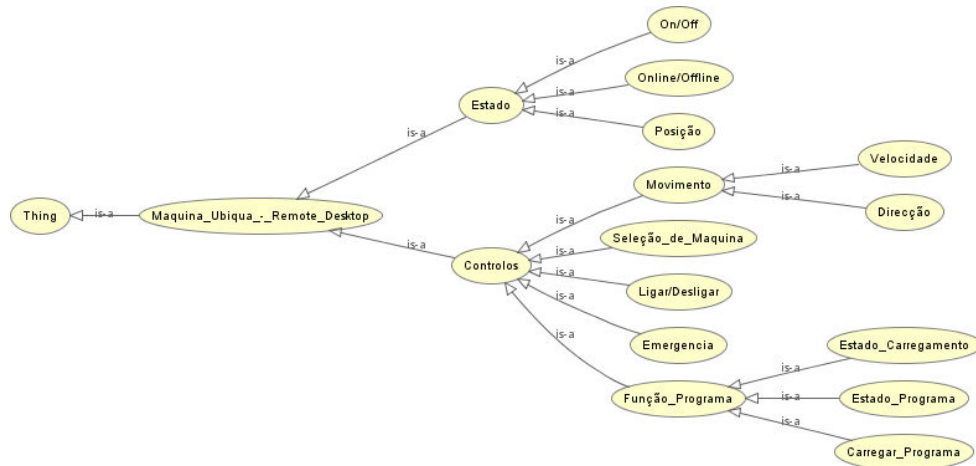 On/Off
is-a
Online/Offline
is-a
Estado
is-a
Posição
is-a
Velocidade
is-a
Movimento
is-a
Direcção
Thing
is-a
Maquina_Ubiqua_-_Remote_Desktop
is-a
Seleção_de_Maquina
is-a
is-a
Controlos
is-a
Ligar/Desligar
is-a
Emergencia
is-a
Estado_Carregamento
is-a
Função_Programa
is-a
Estado_Programa
is-a
Carregar_Programa